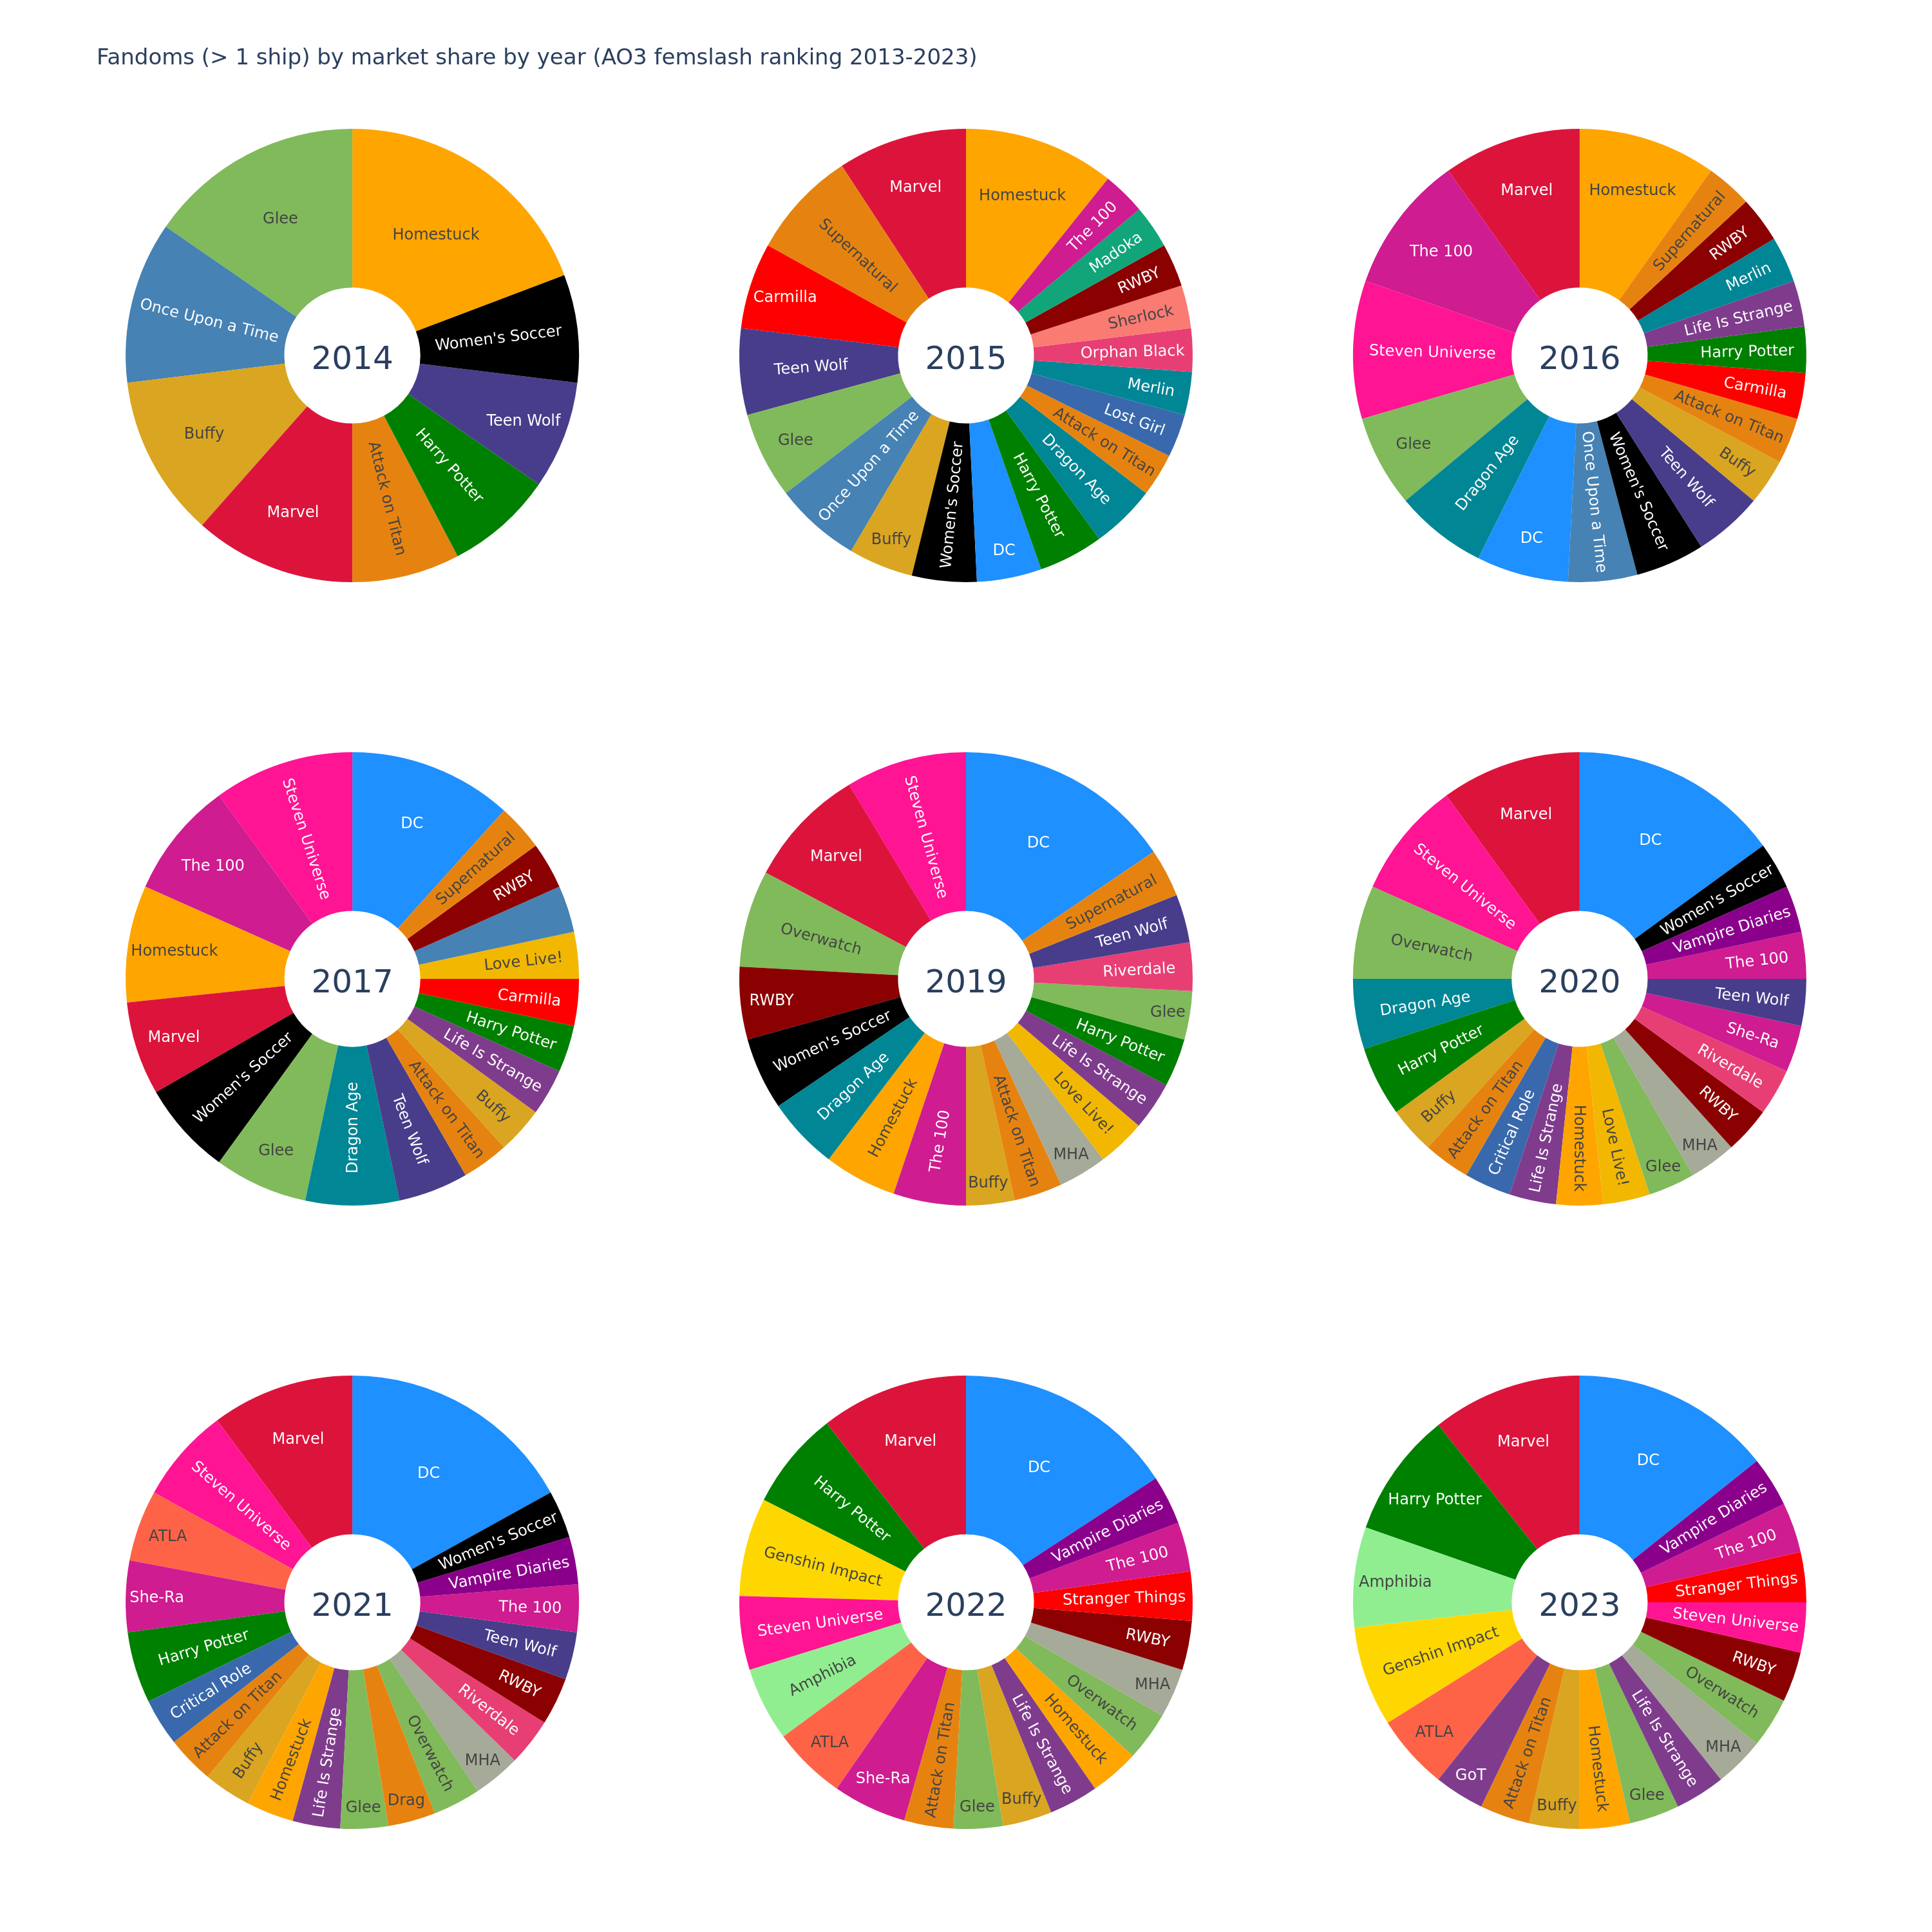 Fandoms (> 1 ship) by market share by year (AO3 femslash ranking 2013-2023)
2014
Homestuck
Women's Soccer
Teen Wolf
Harry Potter
Attack on Titan
Marvel
Buffy
Once Upon a Time
Glee
2015
Homestuck
The 100
Madoka
RWBY
Sherlock
Orphan Black
Merlin
Lost Girl
Attack on Titan
Dragon Age
Harry Potter
DC
Women's Soccer
Buffy
Once Upon a Time
Glee
Teen Wolf
Carmilla
Supernatural
Marvel
2016
Homestuck
Supernatural
RWBY
Merlin
Life Is Strange
Harry Potter
Carmilla
Attack on Titan
Buffy
Teen Wolf
Women's Soccer
Once Upon a Time
DC
Dragon Age
Glee
Steven Universe
The 100
Marvel
2017
DC
Supernatural
RWBY
Love Live!
Carmilla
Harry Potter
Life Is Strange
Buffy
Attack on Titan
Teen Wolf
Dragon Age
Glee
Women's Soccer
Marvel
Homestuck
The 100
Steven Universe
2019
DC
Supernatural
Teen Wolf
Riverdale
Glee
Harry Potter
Life Is Strange
Love Live!
MHA
Attack on Titan
Buffy
The 100
Homestuck
Dragon Age
Women's Soccer
RWBY
Overwatch
Marvel
Steven Universe
2020
DC
Women's Soccer
Vampire Diaries
The 100
Teen Wolf
She-Ra
Riverdale
RWBY
MHA
Glee
Love Live!
Homestuck
Life Is Strange
Critical Role
Attack on Titan
Buffy
Harry Potter
Dragon Age
Overwatch
Steven Universe
Marvel
2021
DC
Women's Soccer
Vampire Diaries
The 100
Teen Wolf
RWBY
Riverdale
MHA
Overwatch
Drag
Glee
Life Is Strange
Homestuck
Buffy
Attack on Titan
Critical Role
Harry Potter
She-Ra
ATLA
Steven Universe
Marvel
2022
DC
Vampire Diaries
The 100
Stranger Things
RWBY
MHA
Overwatch
Homestuck
Life Is Strange
Buffy
Glee
Attack on Titan
She-Ra
ATLA
Amphibia
Steven Universe
Genshin Impact
Harry Potter
Marvel
2023
DC
Vampire Diaries
The 100
Stranger Things
Steven Universe
RWBY
Overwatch
MHA
Life Is Strange
Glee
Homestuck
Buffy
Attack on Titan
GoT
ATLA
Genshin Impact
Amphibia
Harry Potter
Marvel